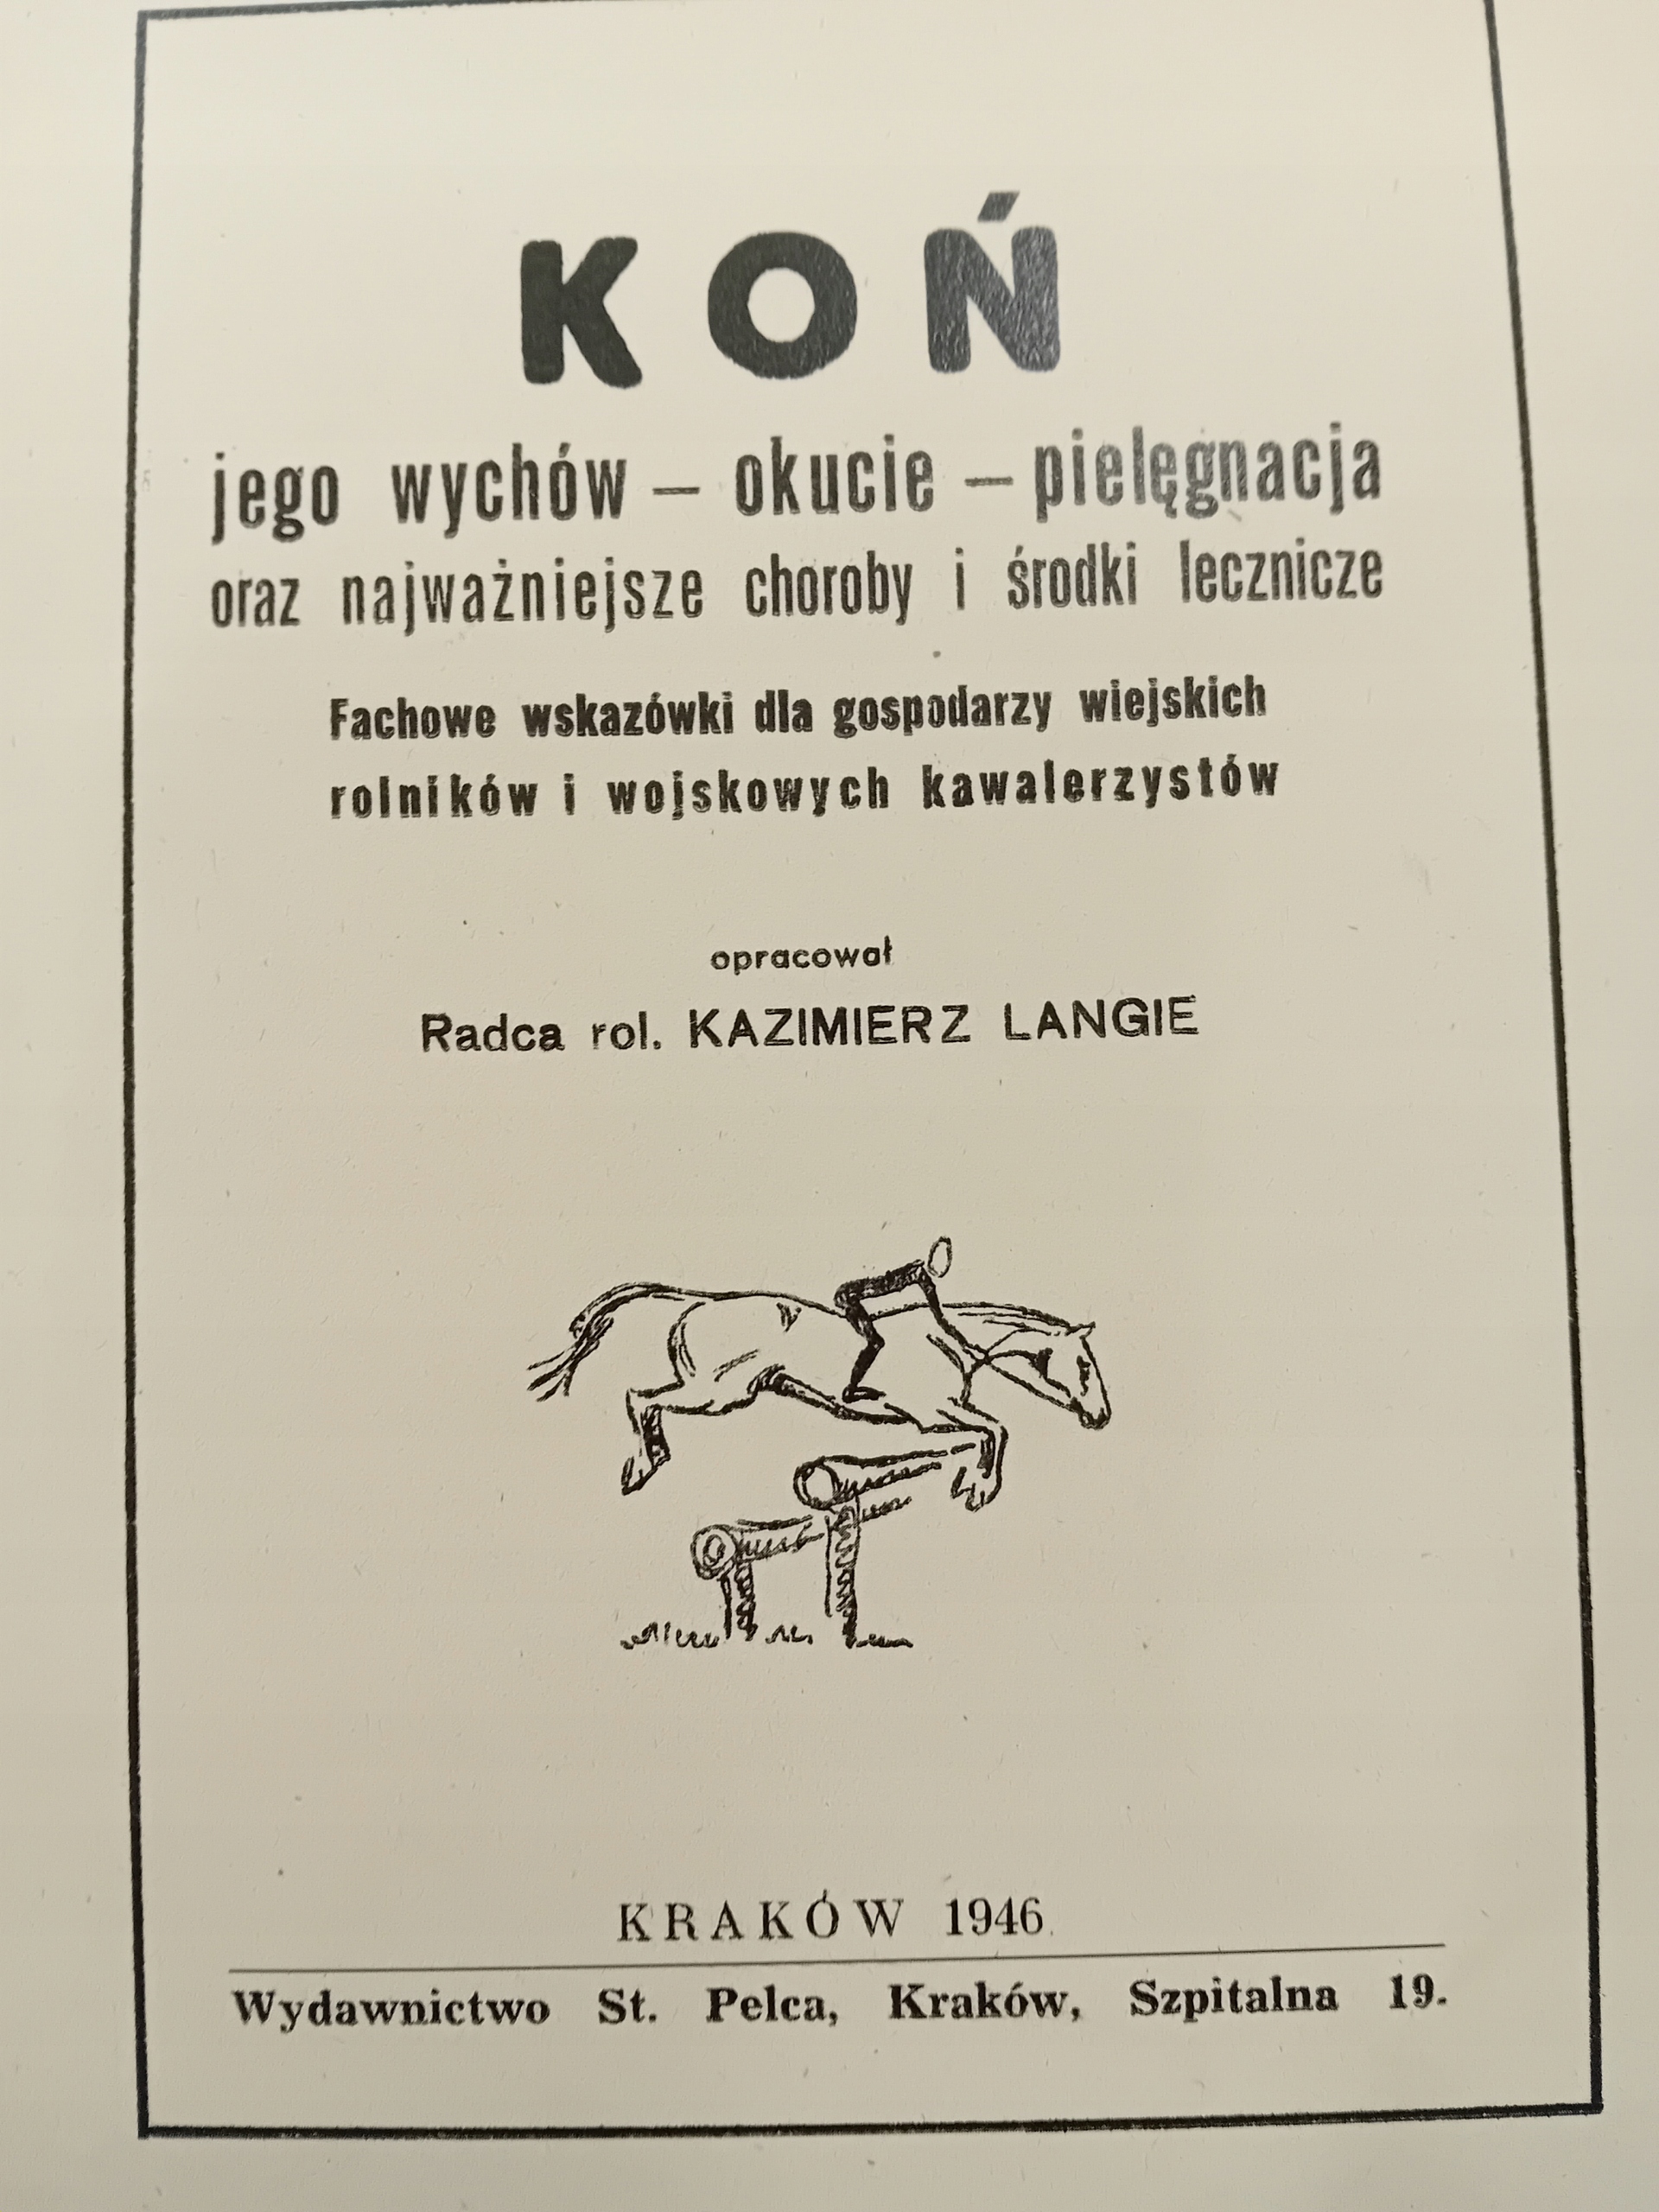 KOŃ
jego wychów — okucie — pielęgnacja
oraz najważniejsze choroby i środki lecznicze
Fachowe wskazówki dla gospodarzy wiejskich
rolników i wojskowych kawalerzystów
opracował
Radca rol. KAZIMIERZ LANGIE
KRAKÓW 1946.
Wydawnictwo St. Pelca, Kraków, Szpitalna 19.